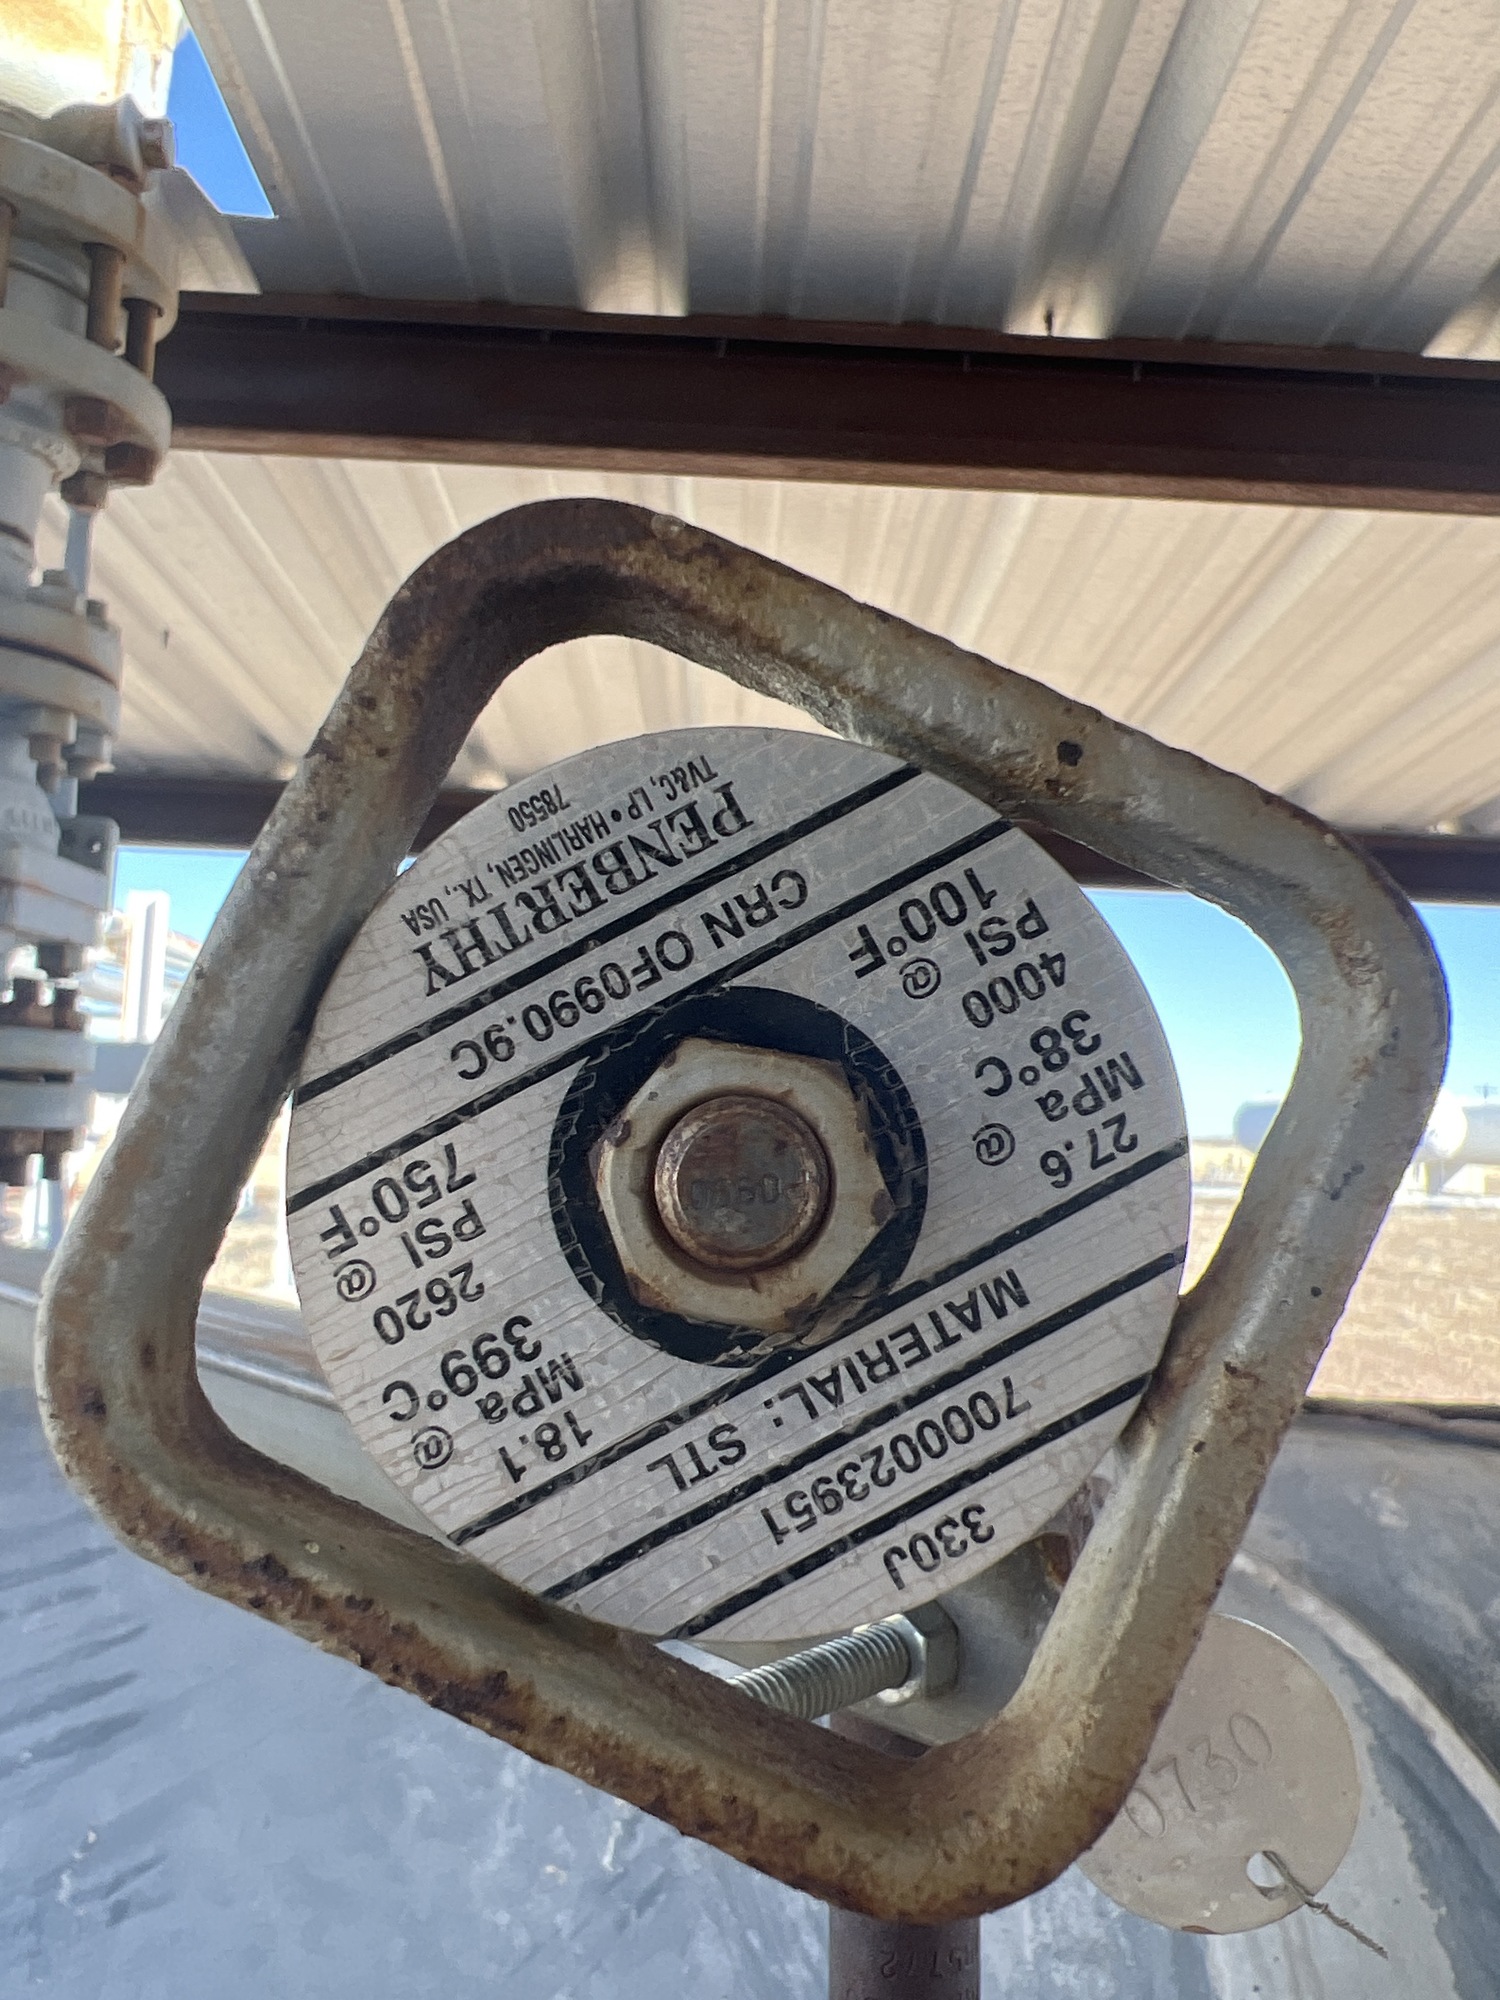 330J
7000023951
MATERIAL: STL
27.6
MPa @
38°C
4000
PSI @
100°F
18.1
MPa @
399°C
2620
PSI @
750°F
CRN OF0990.9C
PENBERTHY
TV&C, LP • HARLINGEN, TX., USA
78550
0730